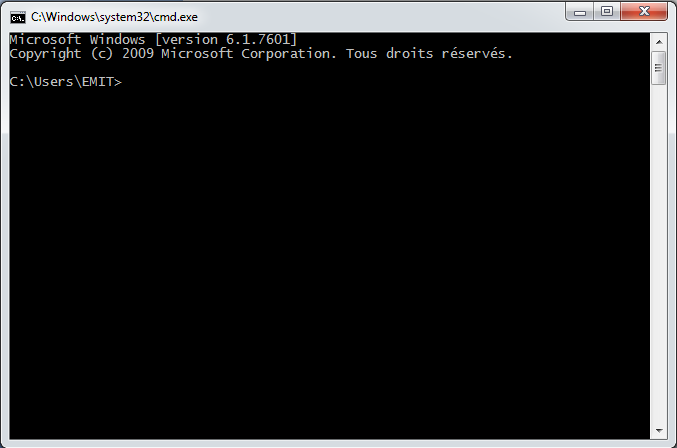 C:\Windows\system32\cmd.exe
Microsoft Windows [version 6.1.7601]
Copyright (c) 2009 Microsoft Corporation. Tous droits réservés.
C:\Users\EMIT>